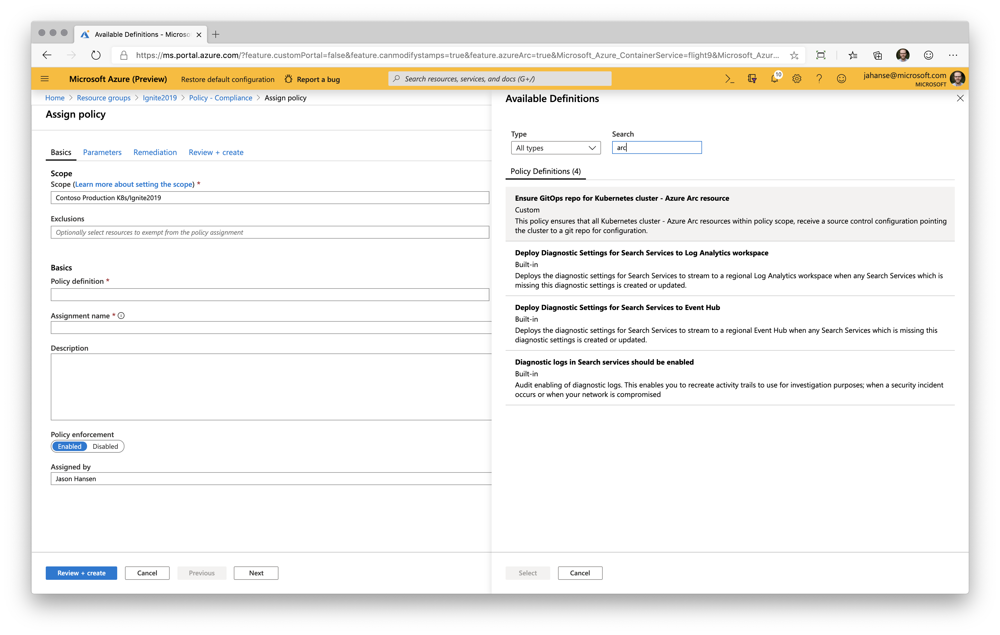 Available Definitions - Microso
https://ms.portal.azure.com/?feature.customPortal=false&feature.canmodifystamps=true&feature.azureArc=true&Microsoft_Azure_ContainerService=flight9&Microsoft_Azur...
Microsoft Azure (Preview)
Restore default configuration
Report a bug
Search resources, services, and docs (G+/)
10
jahanse@microsoft.com
MICROSOFT
Home > Resource groups > Ignite2019 > Policy - Compliance > Assign policy
Assign policy
Basics
Parameters
Remediation
Review + create
Scope
Scope (Learn more about setting the scope) *
Contoso Production K8s/Ignite2019
Exclusions
Optionally select resources to exempt from the policy assignment
Basics
Policy definition *
Assignment name *
Description
Policy enforcement
Enabled
Disabled
Assigned by
Jason Hansen
Review + create
Cancel
Previous
Next
Available Definitions
Type
Search
All types
arc
Policy Definitions (4)
Ensure GitOps repo for Kubernetes cluster - Azure Arc resource
Custom
This policy ensures that all Kubernetes cluster - Azure Arc resources within policy scope, receive a source control configuration pointing
the cluster to a git repo for configuration.
Deploy Diagnostic Settings for Search Services to Log Analytics workspace
Built-in
Deploys the diagnostic settings for Search Services to stream to a regional Log Analytics workspace when any Search Services which is
missing this diagnostic settings is created or updated.
Deploy Diagnostic Settings for Search Services to Event Hub
Built-in
Deploys the diagnostic settings for Search Services to stream to a regional Event Hub when any Search Services which is missing this
diagnostic settings is created or updated.
Diagnostic logs in Search services should be enabled
Built-in
Audit enabling of diagnostic logs. This enables you to recreate activity trails to use for investigation purposes; when a security incident
occurs or when your network is compromised
Select
Cancel